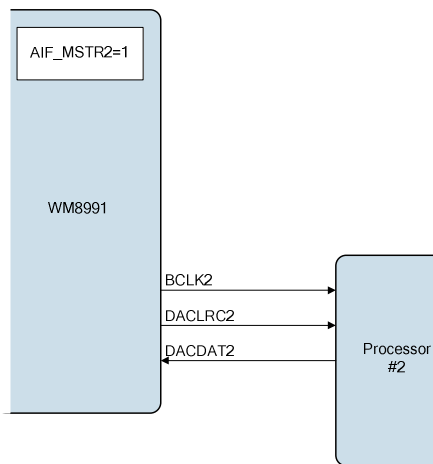 AIF_MSTR2=1
WM8991
BCLK2
DACLRC2
DACDAT2
Processor
#2